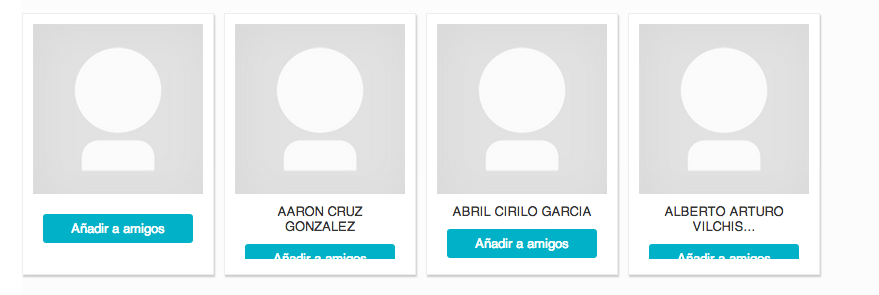 Añadir a amigos
AARON CRUZ
GONZALEZ
Añadir a amigos
ABRIL CIRILO GARCIA
Añadir a amigos
ALBERTO ARTURO
VILCHIS...
Añadir a amigos